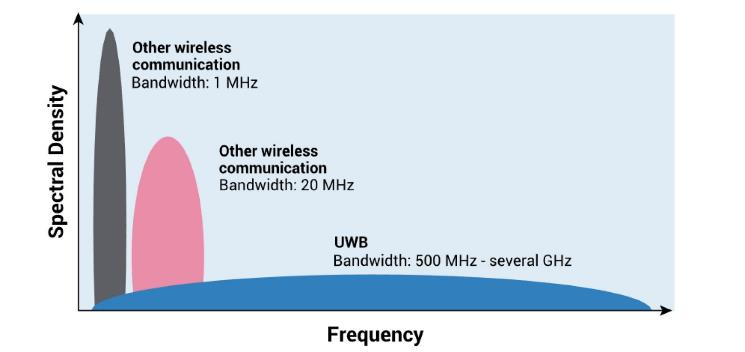 Other wireless
communication
Bandwidth: 1 MHz
Spectral Density
Other wireless
communication
Bandwidth: 20 MHz
UWB
Bandwidth: 500 MHz - several GHz
Frequency